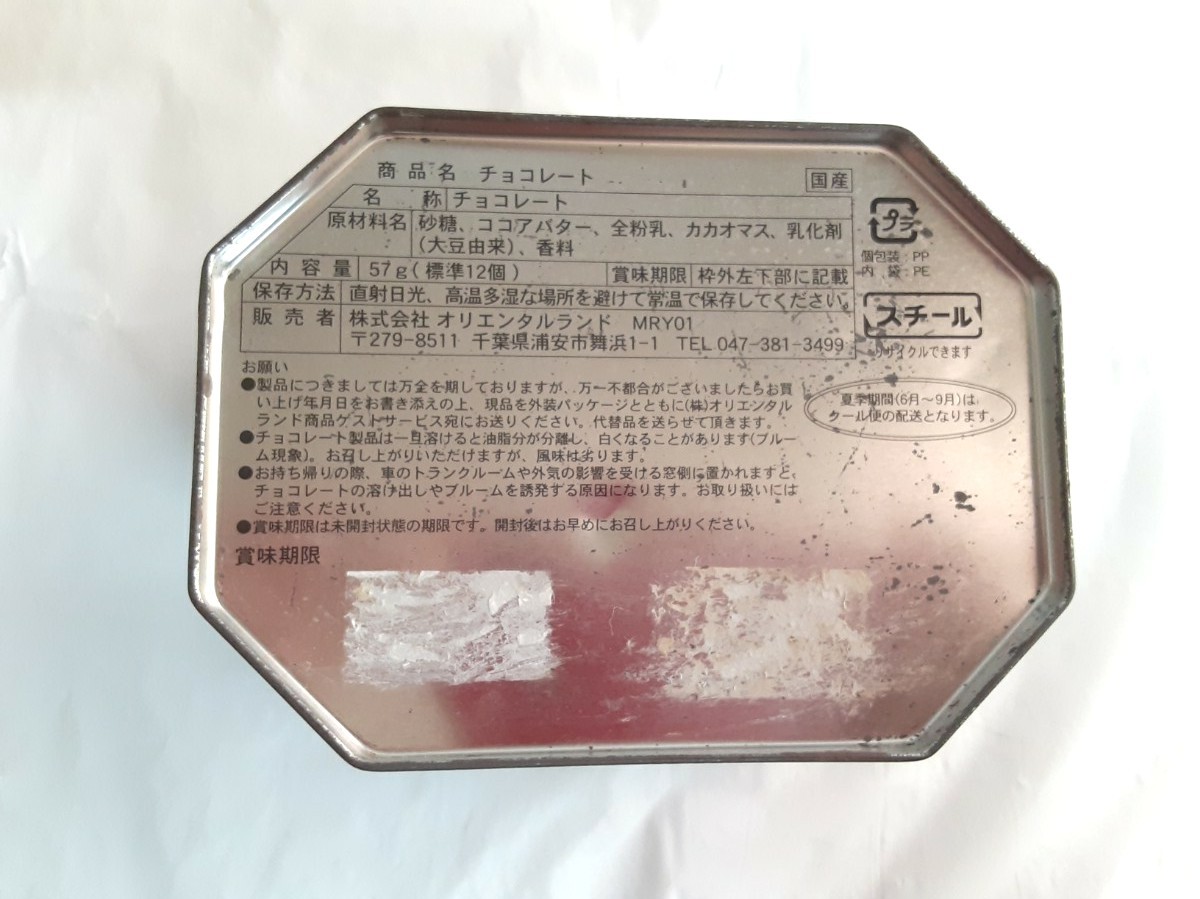 商品名 チョコレート 国産
名称 チョコレート
原材料名 砂糖、ココアバター、全粉乳、カカオマス、乳化剤
(大豆由来)、香料
内容量 57g(標準12個) 賞味期限 枠外左下部に記載
保存方法 直射日光、高温多湿な場所を避けて常温で保存してください。
販売者 株式会社 オリエンタルランド MRY01
〒279-8511 千葉県浦安市舞浜1-1 TEL 047-381-3499
プラ
個包装:PP
内袋:PE
スチール
リサイクルできます
お願い
●製品につきましては万全を期しておりますが、万一不都合がございましたらお買
い上げ年月日をお書き添えの上、現品を外装パッケージとともに(株)オリエンタル
ランド商品ゲストサービス宛にお送りください。代替品を送らせて頂きます。
●チョコレート製品は一旦溶けると油脂分が分離し、白くなることがあります(ブルー
ム現象)。お召し上がりいただけますが、風味は劣ります。
●お持ち帰りの際、車のトランクルームや外気の影響を受ける窓側に置かれますと、
チョコレートの溶け出しやブルームを誘発する原因になります。お取り扱いには
ご注意ください。
●賞味期限は未開封状態の期限です。開封後はお早めにお召し上がりください。
夏季期間(6月～9月)は、
クール便の配送となります。
賞味期限